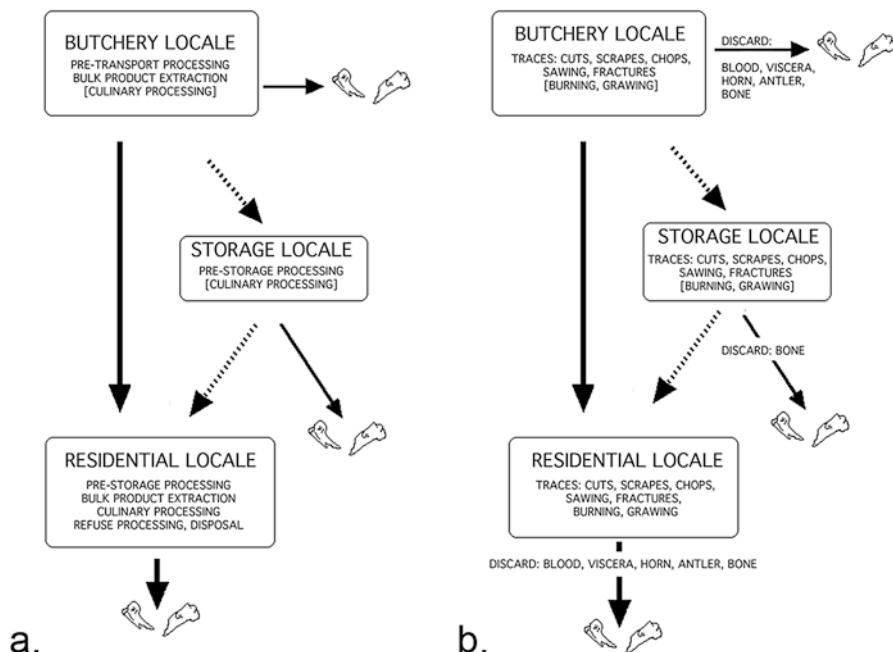 BUTCHERY LOCALE
PRE-TRANSPORT PROCESSING
BULK PRODUCT EXTRACTION
[CULINARY PROCESSING]
STORAGE LOCALE
PRE-STORAGE PROCESSING
[CULINARY PROCESSING]
RESIDENTIAL LOCALE
PRE-STORAGE PROCESSING
BULK PRODUCT EXTRACTION
CULINARY PROCESSING
REFUSE PROCESSING, DISPOSAL
a.
BUTCHERY LOCALE
TRACES: CUTS, SCRAPES, CHOPS,
SAWING, FRACTURES
[BURNING, GRAWING]
DISCARD:
BLOOD, VISCERA,
HORN, ANTLER,
BONE
STORAGE LOCALE
TRACES: CUTS, SCRAPES, CHOPS,
SAWING, FRACTURES
[BURNING, GRAWING]
DISCARD: BONE
RESIDENTIAL LOCALE
TRACES: CUTS, SCRAPES, CHOPS,
SAWING, FRACTURES,
BURNING, GRAWING
DISCARD: BLOOD, VISCERA, HORN, ANTLER, BONE
b.